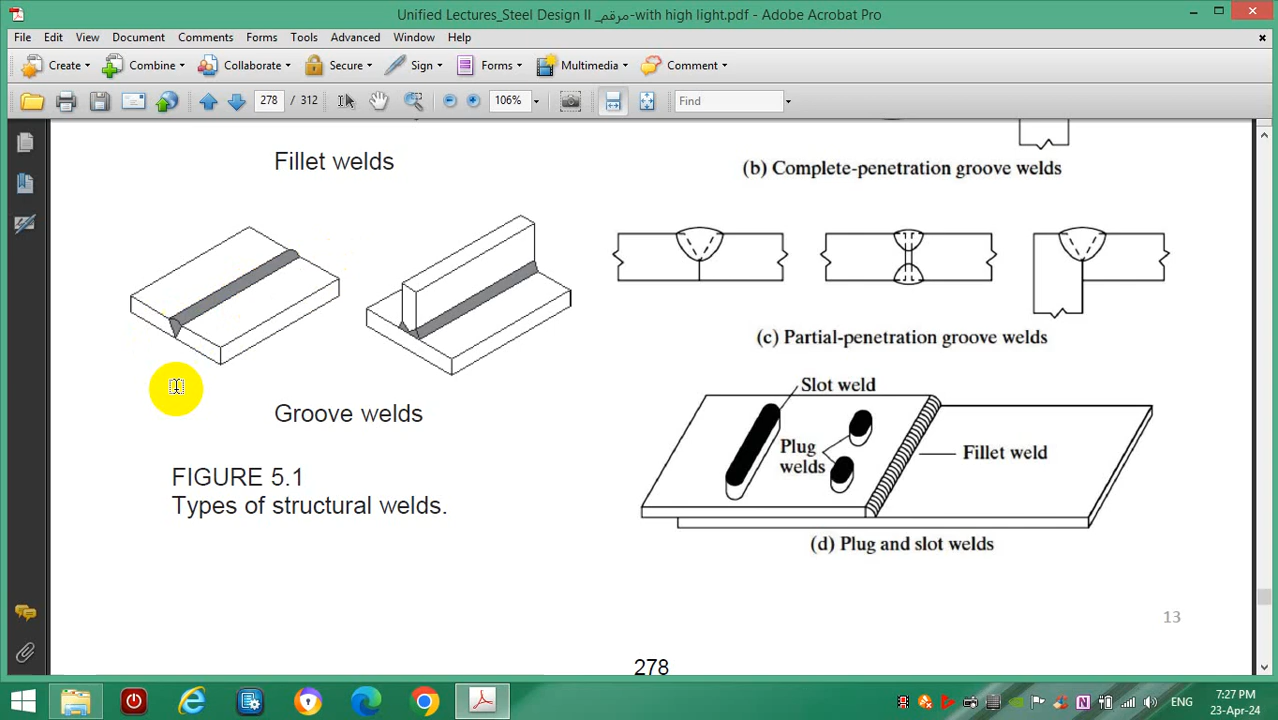 Unified Lectures_Steel Design II _مرقم-with high light.pdf - Adobe Acrobat Pro
File Edit View Document Comments Forms Tools Advanced Window Help
Create Combine Collaborate Secure Sign Forms Multimedia Comment
278 / 312 106% Find
Fillet welds
(b) Complete-penetration groove welds
(c) Partial-penetration groove welds
Groove welds
FIGURE 5.1
Types of structural welds.
Slot weld
Plug
welds
Fillet weld
(d) Plug and slot welds
13
278
ENG
7:27 PM
23-Apr-24